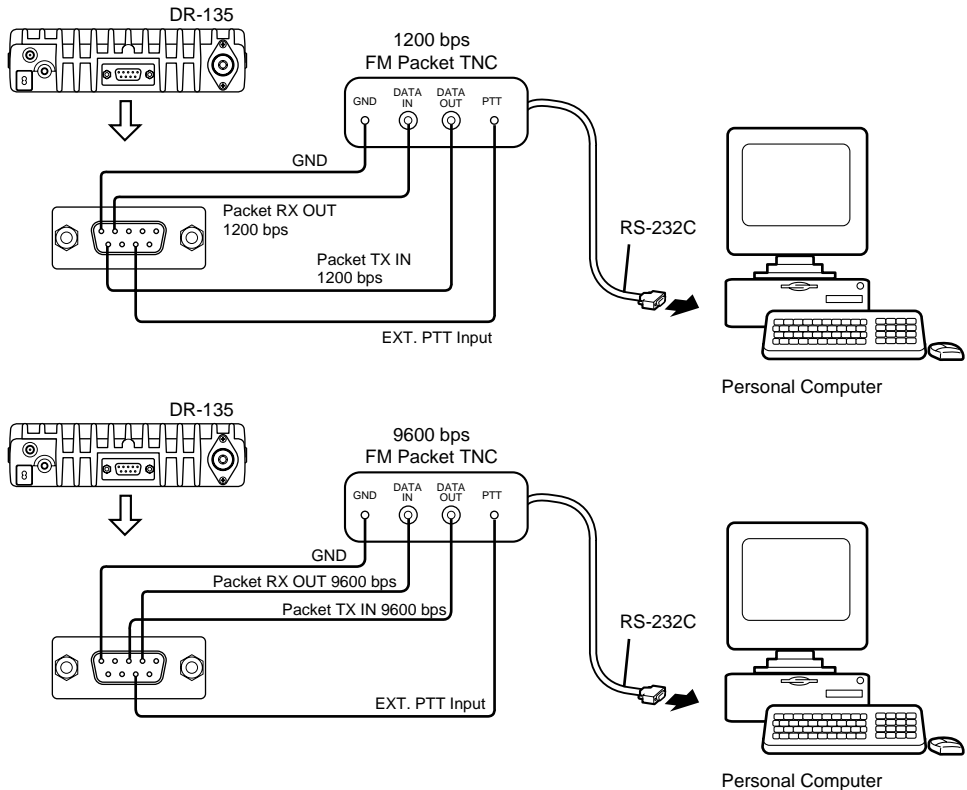 DR-135
8
1200 bps
FM Packet TNC
GND
DATA
IN
DATA
OUT
PTT
GND
Packet RX OUT
1200 bps
Packet TX IN
1200 bps
EXT. PTT Input
RS-232C
Personal Computer
DR-135
8
9600 bps
FM Packet TNC
GND
DATA
IN
DATA
OUT
PTT
GND
Packet RX OUT 9600 bps
Packet TX IN 9600 bps
EXT. PTT Input
RS-232C
Personal Computer